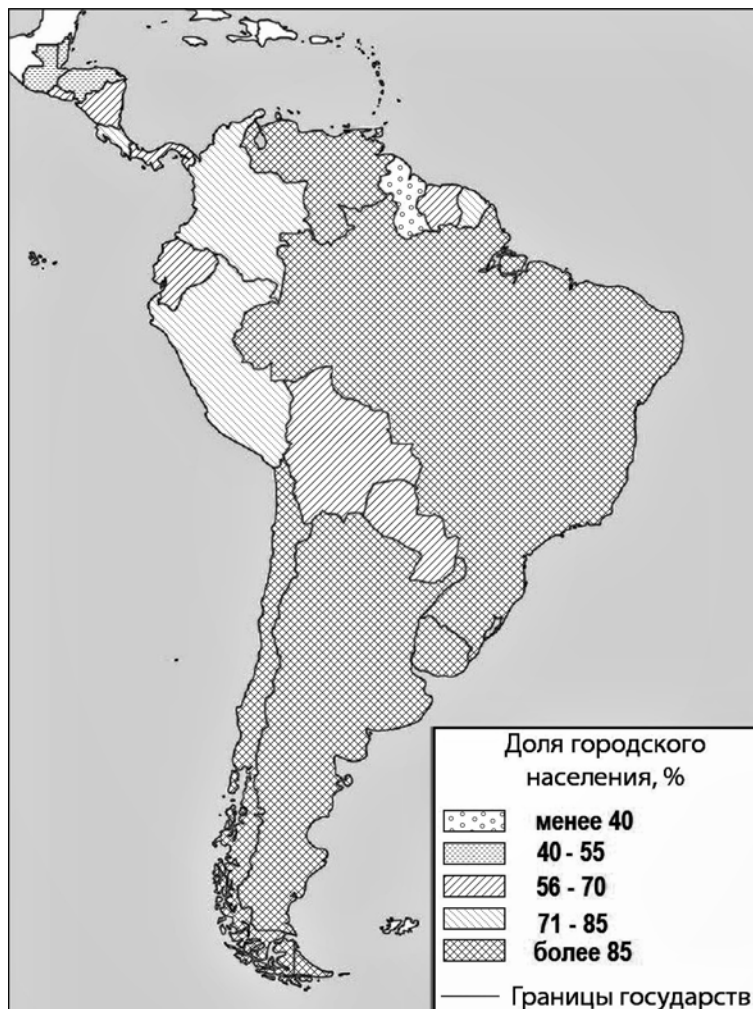 Доля городского
населения, %
менее 40
40 - 55
56 - 70
71 - 85
более 85
Границы государств